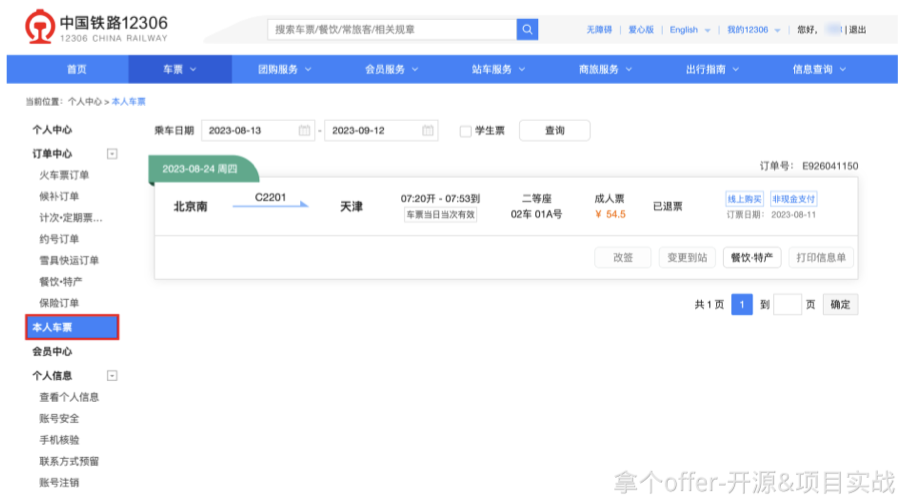 中国铁路12306
12306 CHINA RAILWAY
搜索车票/餐饮/常旅客/相关规章
无障碍 | 爱心版 | English | 我的12306 | 您好, | 退出
首页 车票 团购服务 会员服务 站车服务 商旅服务 出行指南 信息查询
当前位置: 个人中心 > 本人车票
个人中心
订单中心
火车票订单
候补订单
计次•定期票...
约号订单
雪具快运订单
餐饮•特产
保险订单
本人车票
会员中心
个人信息
查看个人信息
账号安全
手机核验
联系方式预留
账号注销
乘车日期 2023-08-13 - 2023-09-12 学生票 查询
2023-08-24 周四
订单号: E926041150
北京南 C2201 天津
07:20开 - 07:53到
车票当日当次有效
二等座
02车 01A号
成人票
¥ 54.5
已退票
线上购买 非现金支付
订票日期: 2023-08-11
改签 变更到站 餐饮•特产 打印信息单
共 1 页 1 到 页 确定
拿个offer-开源&项目实战